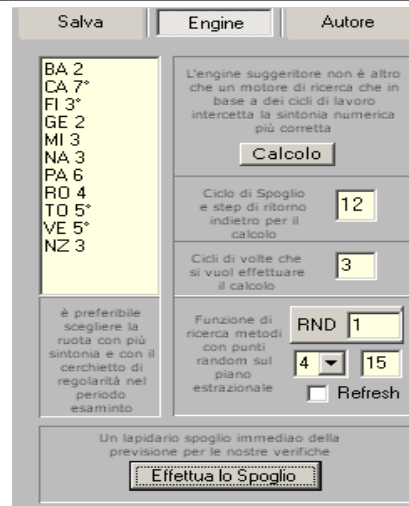 Salva
Engine
Autore
BA 2
CA 7°
FI 3°
GE 2
MI 3
NA 3
PA 6
RO 4
TO 5°
VE 5°
NZ 3
L'engine suggeritore non è altro
che un motore di ricerca che in
base a dei cicli di lavoro
intercetta la sintonia numerica
più corretta
Calcolo
Ciclo di Spoglio
e step di ritorno
indietro per il
calcolo
12
Cicli di volte che
si vuol effettuare
il calcolo
3
è preferibile
scegliere la
ruota con più
sintonia e con il
cerchietto di
regolarità nel
periodo
esaminto
Funzione di
ricerca metodi
con punti
random sul
piano
estrazionale
RND 1
4 15
Refresh
Un lapidario spoglio immediao della
previsione per le nostre verifiche
Effettua lo Spoglio